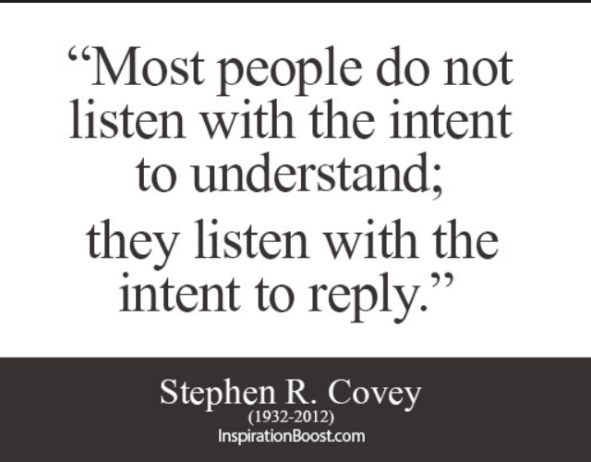 “Most people do not
listen with the intent
to understand;
they listen with the
intent to reply.”
Stephen R. Covey
(1932-2012)
InspirationBoost.com